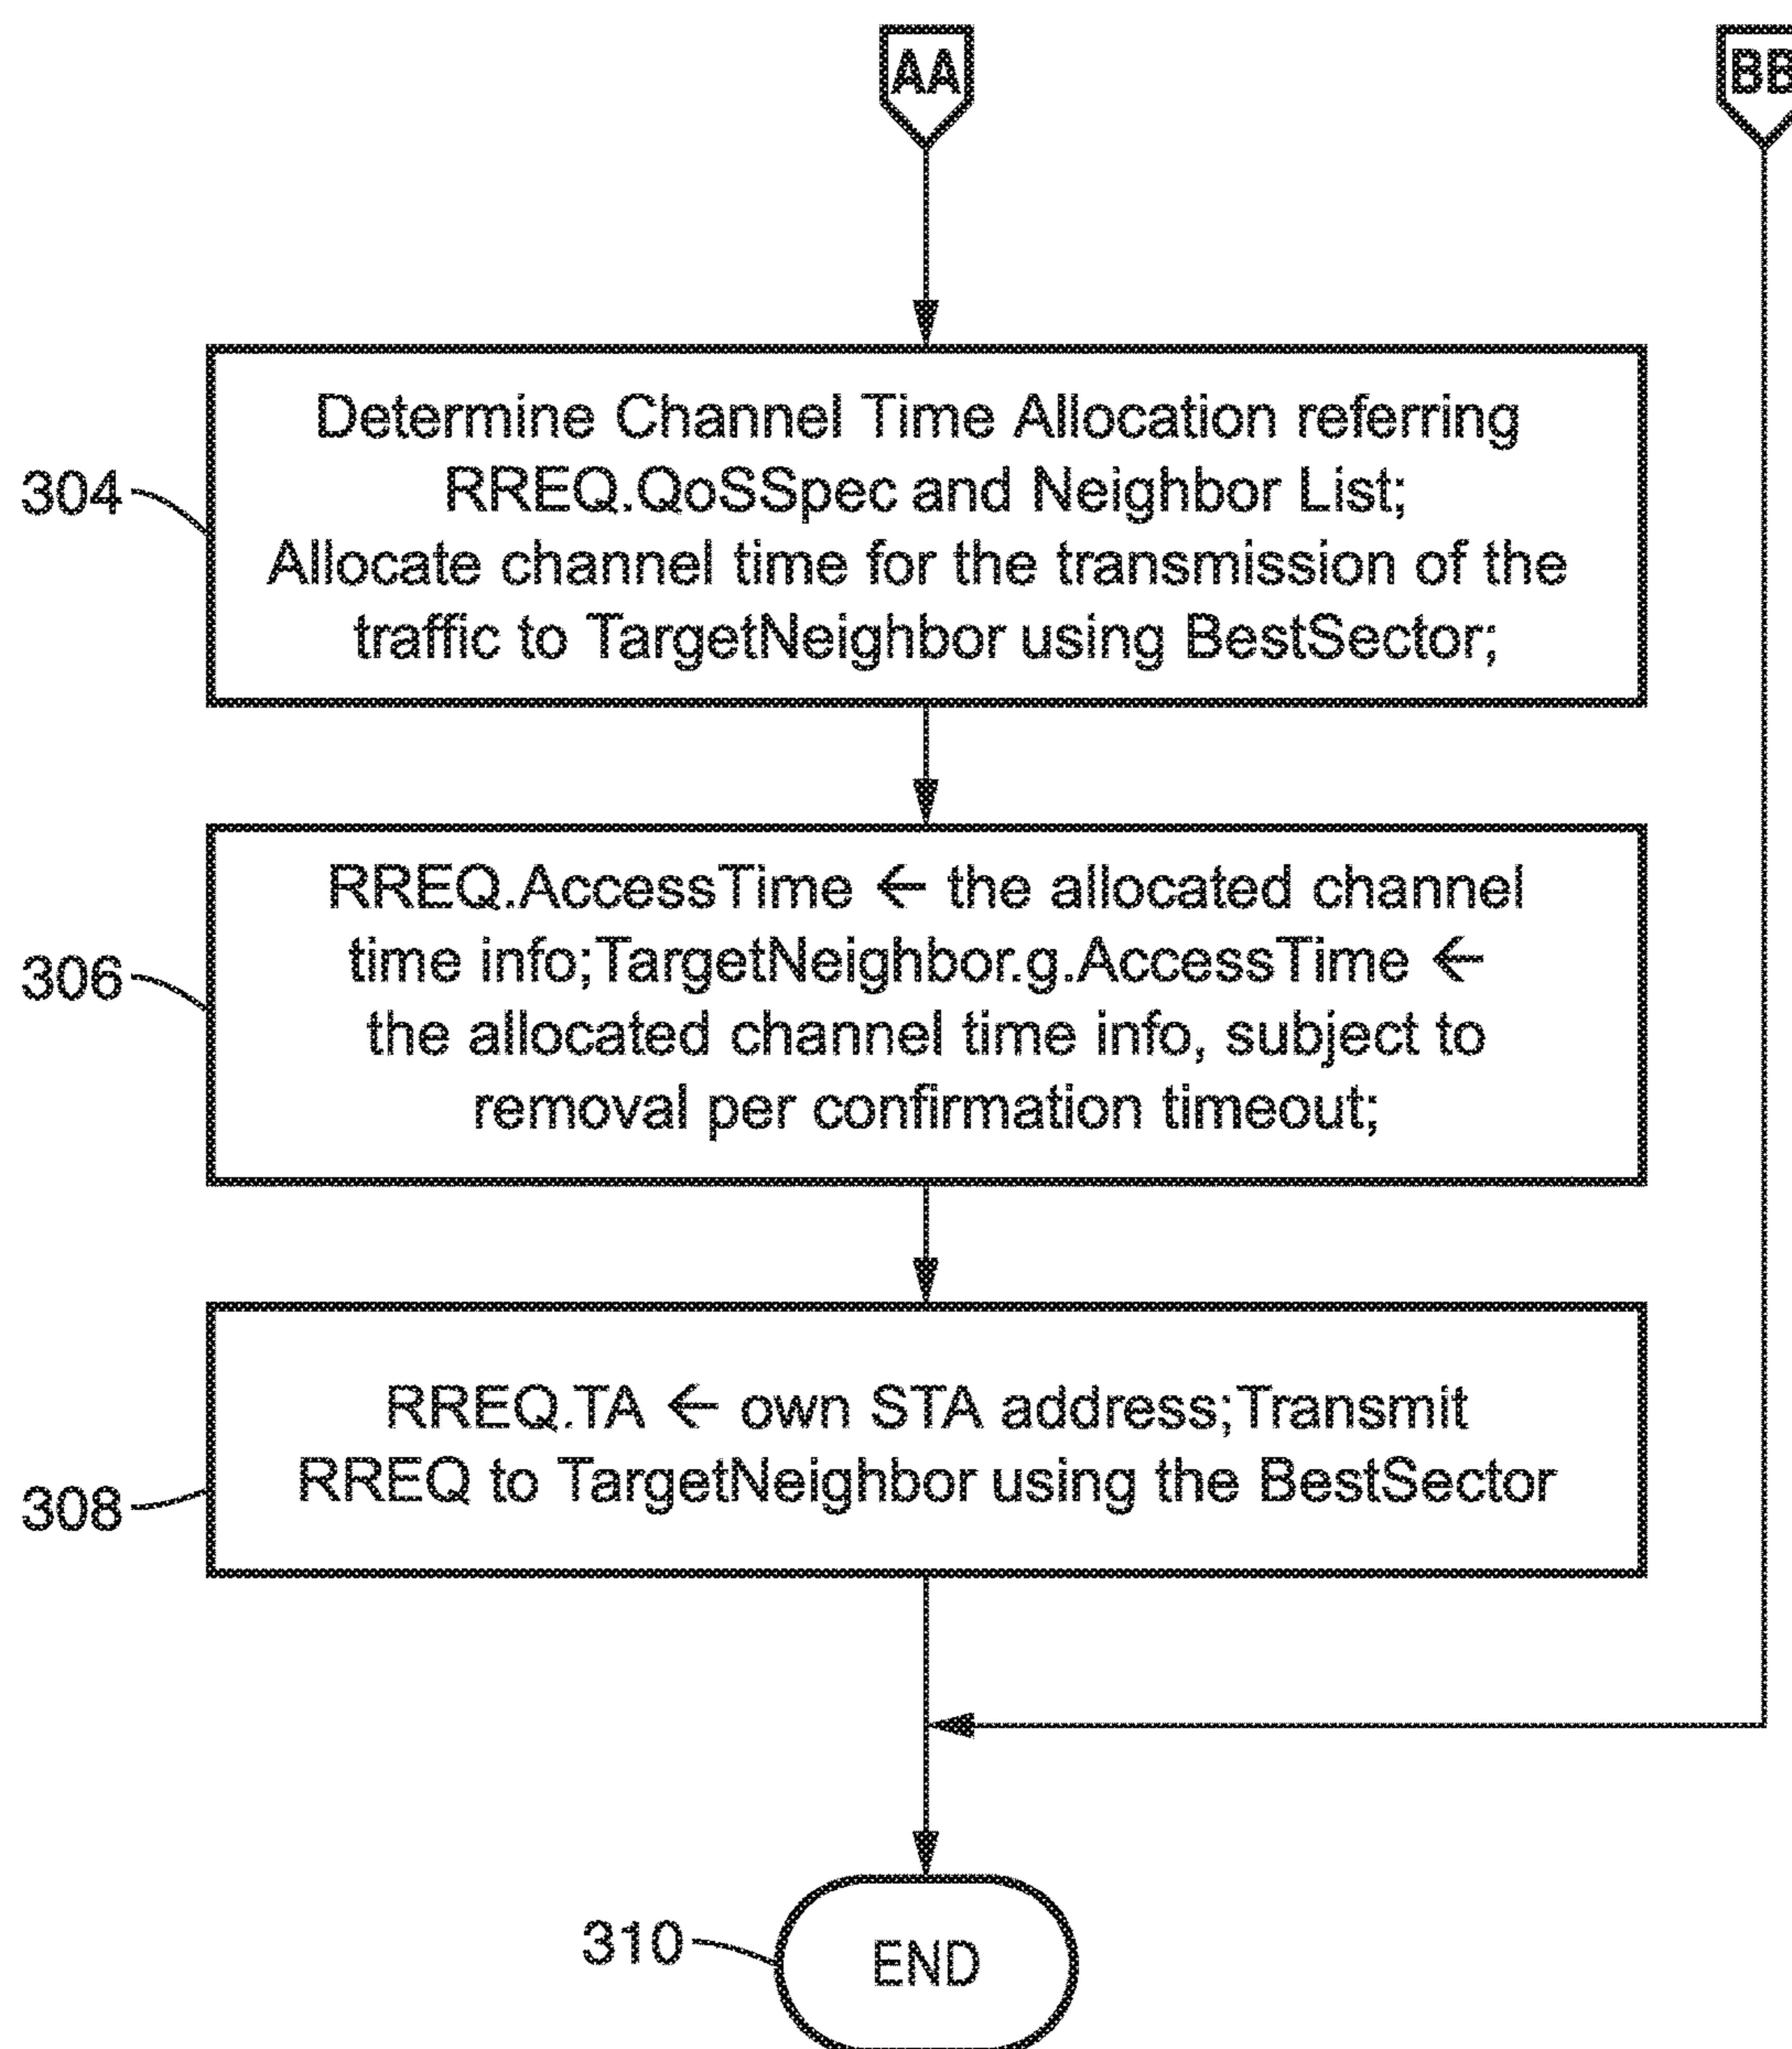 AA
BB
304
Determine Channel Time Allocation referring
RREQ.QoSSpec and Neighbor List;
Allocate channel time for the transmission of the
traffic to TargetNeighbor using BestSector;
306
RREQ.AccessTime ← the allocated channel
time info;TargetNeighbor.g.AccessTime ←
the allocated channel time info, subject to
removal per confirmation timeout;
308
RREQ.TA ← own STA address;Transmit
RREQ to TargetNeighbor using the BestSector
310
END